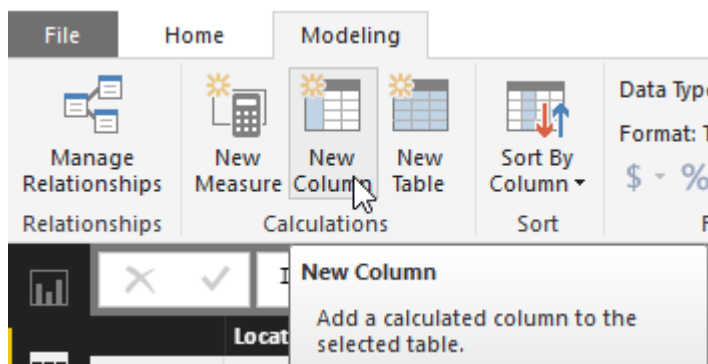 File Home Modeling
Manage Relationships
New Measure
New Column
New Table
Sort By Column
Data Type
Format:
$ %
Relationships Calculations Sort
New Column
Add a calculated column to the
selected table.